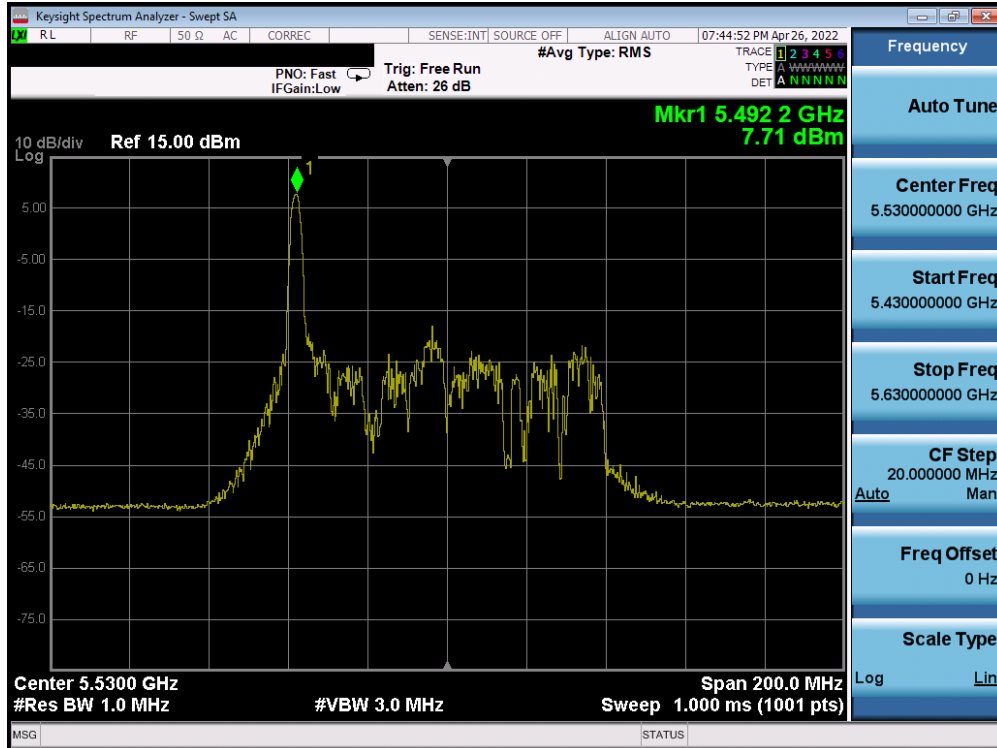 Keysight Spectrum Analyzer - Swept SA
LXI RL RF 50 Ω AC CORREC SENSE:INT SOURCE OFF ALIGN AUTO 07:44:52 PM Apr 26, 2022
#Avg Type: RMS
TRACE 1 2 3 4 5 6
PNO: Fast Trig: Free Run
TYPE A WWWWW
IFGain:Low Atten: 26 dB
DET A N N N N N
Mkr1 5.492 2 GHz
7.71 dBm
10 dB/div Ref 15.00 dBm
Log
1
5.00
-5.00
-15.0
-25.0
-35.0
-45.0
-55.0
-65.0
-75.0
Center 5.5300 GHz Span 200.0 MHz
#Res BW 1.0 MHz #VBW 3.0 MHz Sweep 1.000 ms (1001 pts)
MSG STATUS
Frequency
Auto Tune
Center Freq
5.530000000 GHz
Start Freq
5.430000000 GHz
Stop Freq
5.630000000 GHz
CF Step
20.000000 MHz
Auto Man
Freq Offset
0 Hz
Scale Type
Log Lin